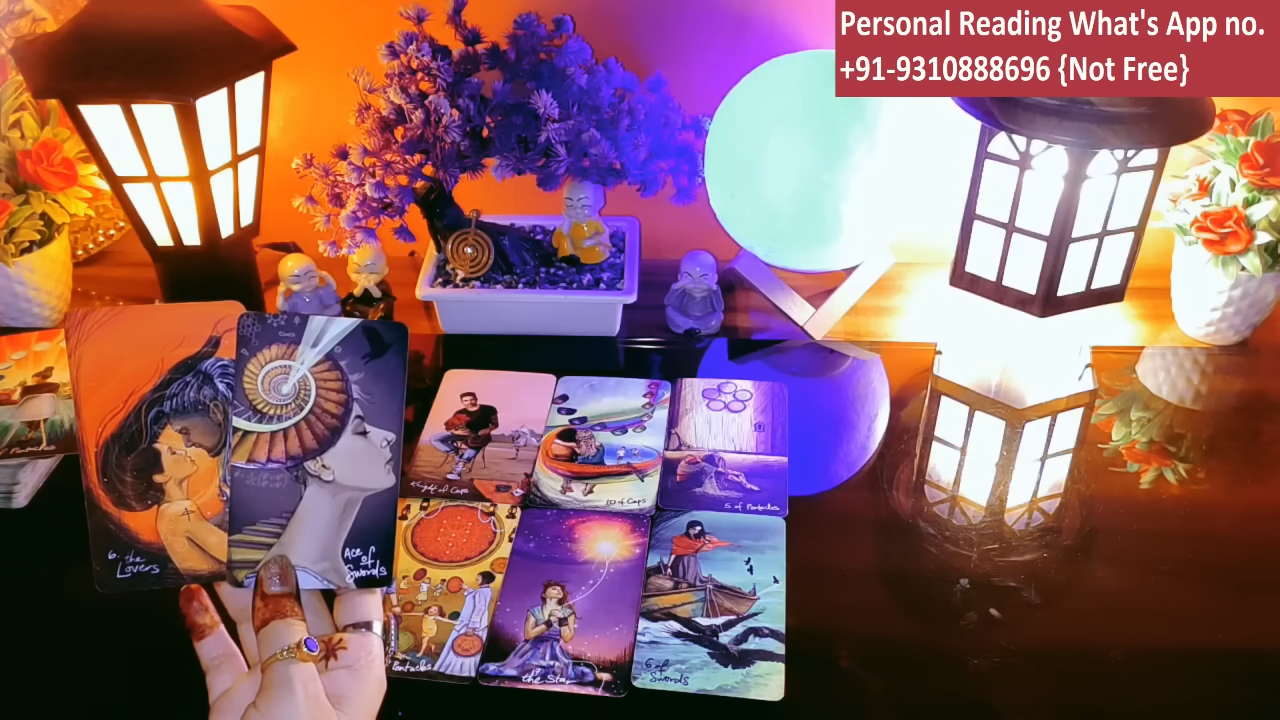 Personal Reading What's App no.
+91-9310888696 {Not Free}
Pentacles
6. the
Lovers
Ace
of
Swords
Knight of Cups
10 of Cups
5 of Pentacles
Pentacles
the Star
6 of
Swords